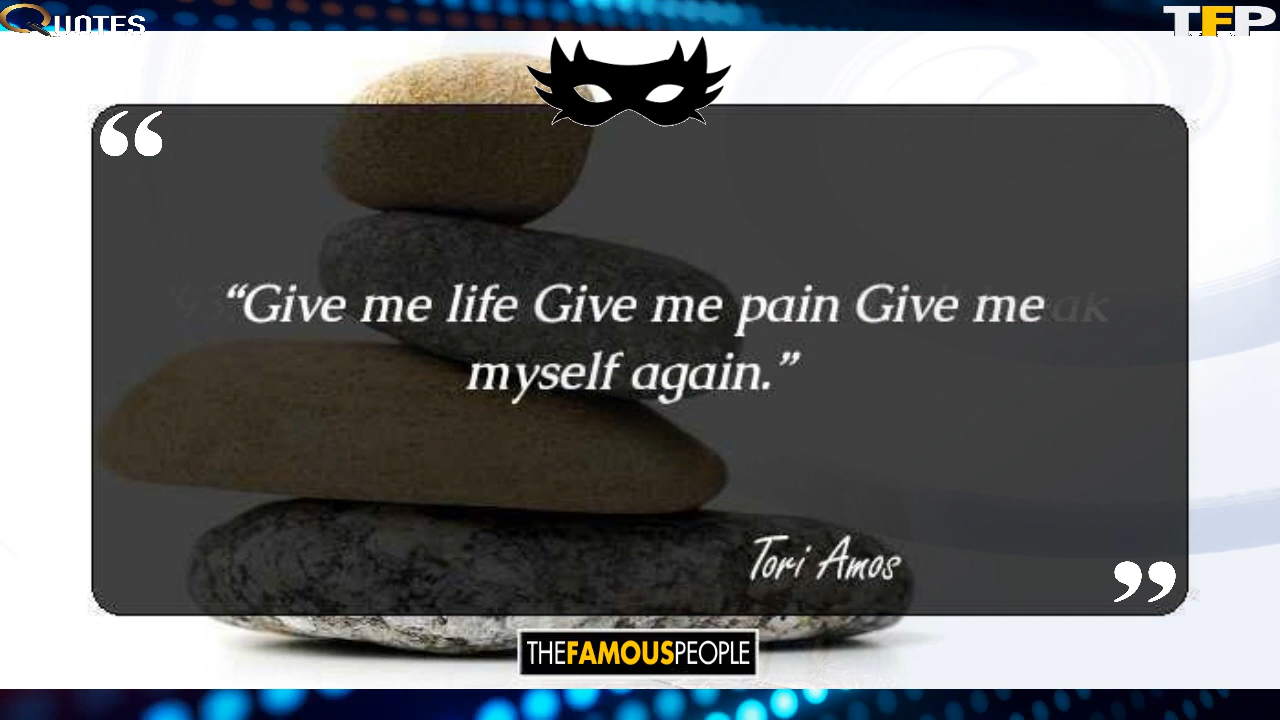 QUOTES
TFP
“Give me life Give me pain Give me
myself again.”
Tori Amos
THEFAMOUSPEOPLE